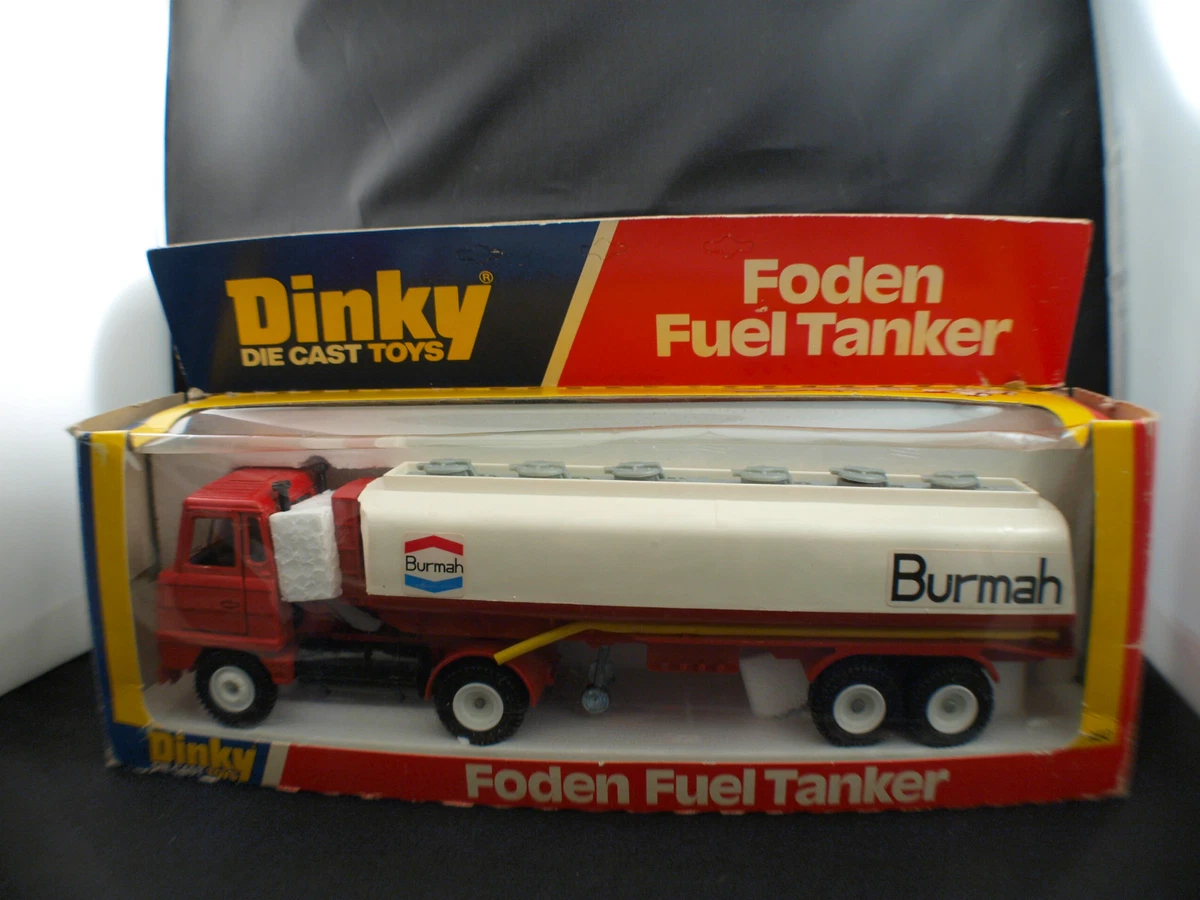 Dinky®
DIE CAST TOYS
Foden
Fuel Tanker
Burmah
Burmah
Dinky
Foden Fuel Tanker